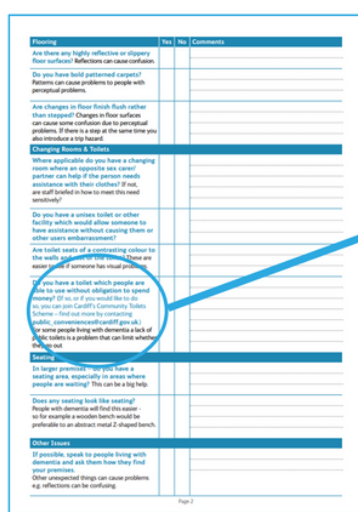 Flooring Yes No Comments
Are there any highly reflective or slippery
floor surfaces? Reflections can cause confusion.
Do you have bold patterned carpets?
Patterns can cause problems to people with
perceptual problems.
Are changes in floor finish flush rather
than stepped? Changes in floor surfaces
can cause some confusion due to perceptual
problems. If there is a step at the same time you
also introduce a trip hazard.
Changing Rooms & Toilets
Where applicable do you have a changing
room where an opposite sex carer/
partner can help if the person needs
assistance with their clothes? If not,
are staff briefed in how to meet this need
sensitively?
Do you have a unisex toilet or other
facility which would allow someone to
have assistance without causing them or
other users embarrassment?
Are toilet seats of a contrasting colour to
the walls and rest of the toilet? These are
easier to see if someone has visual problems.
Do you have a toilet which people are
able to use without obligation to spend
money? (If so, or if you would like to do
so, you can join Cardiff's Community Toilets
Scheme – find out more by contacting
public_conveniences@cardiff.gov.uk)
For some people living with dementia a lack of
public toilets is a problem that can limit whether
they go out
Seating
In larger premises – do you have a
seating area, especially in areas where
people are waiting? This can be a big help.
Does any seating look like seating?
People with dementia will find this easier -
so for example a wooden bench would be
preferable to an abstract metal Z-shaped bench.
Other Issues
If possible, speak to people living with
dementia and ask them how they find
your premises
Other unexpected things can cause problems
e.g. reflections can be confusing.
Page 2